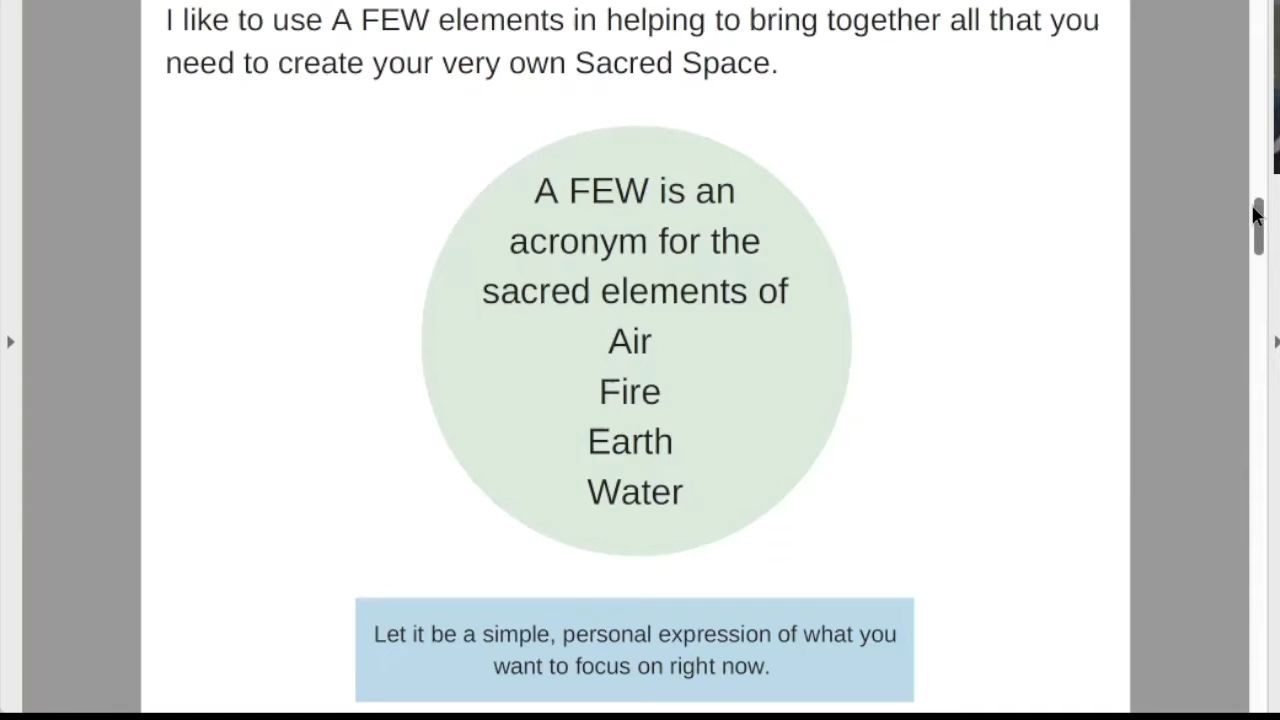 I like to use A FEW elements in helping to bring together all that you
need to create your very own Sacred Space.
A FEW is an
acronym for the
sacred elements of
Air
Fire
Earth
Water
Let it be a simple, personal expression of what you
want to focus on right now.